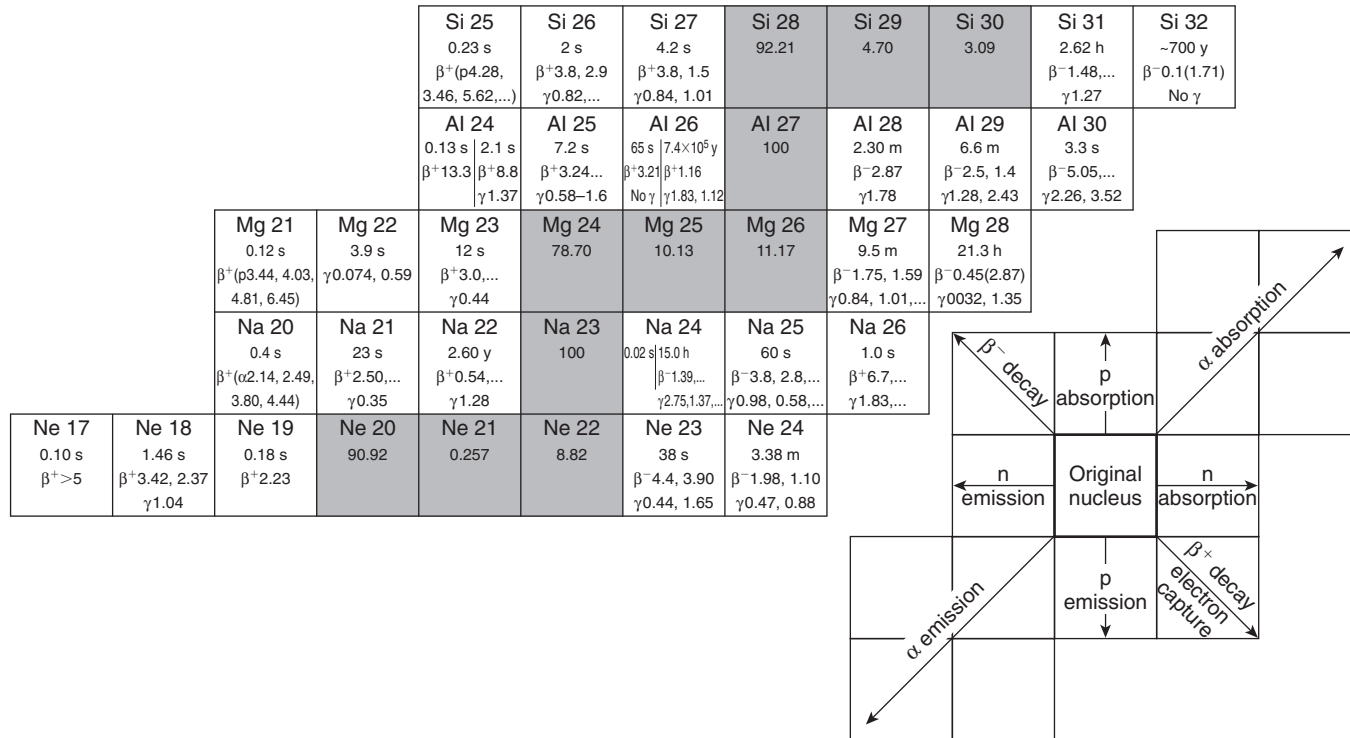 Si 25
0.23 s
β⁺(p4.28,
3.46, 5.62,...)
Si 26
2 s
β⁺3.8, 2.9
γ0.82,...
Si 27
4.2 s
β⁺3.8, 1.5
γ0.84, 1.01
Si 28
92.21
Si 29
4.70
Si 30
3.09
Si 31
2.62 h
β⁻1.48,...
γ1.27
Si 32
~700 y
β⁻0.1(1.71)
No γ
Al 24
0.13 s | 2.1 s
β⁺13.3 | β⁺8.8
γ1.37
Al 25
7.2 s
β⁺3.24...
γ0.58–1.6
Al 26
65 s | 7.4×10⁵ y
β⁺3.21 | β⁺1.16
No γ | γ1.83, 1.12
Al 27
100
Al 28
2.30 m
β⁻2.87
γ1.78
Al 29
6.6 m
β⁻2.5, 1.4
γ1.28, 2.43
Al 30
3.3 s
β⁻5.05,...
γ2.26, 3.52
Mg 21
0.12 s
β⁺(p3.44, 4.03,
4.81, 6.45)
Mg 22
3.9 s
γ0.074, 0.59
Mg 23
12 s
β⁺3.0,...
γ0.44
Mg 24
78.70
Mg 25
10.13
Mg 26
11.17
Mg 27
9.5 m
β⁻1.75, 1.59
γ0.84, 1.01,...
Mg 28
21.3 h
β⁻0.45(2.87)
γ0032, 1.35
Na 20
0.4 s
β⁺(α2.14, 2.49,
3.80, 4.44)
Na 21
23 s
β⁺2.50,...
γ0.35
Na 22
2.60 y
β⁺0.54,...
γ1.28
Na 23
100
Na 24
0.02 s | 15.0 h
β⁻1.39,...
γ2.75,1.37,...
Na 25
60 s
β⁻3.8, 2.8,...
γ0.98, 0.58,...
Na 26
1.0 s
β⁺6.7,...
γ1.83,...
Ne 17
0.10 s
β⁺>5
Ne 18
1.46 s
β⁺3.42, 2.37
γ1.04
Ne 19
0.18 s
β⁺2.23
Ne 20
90.92
Ne 21
0.257
Ne 22
8.82
Ne 23
38 s
β⁻4.4, 3.90
γ0.44, 1.65
Ne 24
3.38 m
β⁻1.98, 1.10
γ0.47, 0.88
α absorption
β⁻ decay
p
absorption
n
emission
Original
nucleus
n
absorption
α emission
p
emission
β× decay
electron
capture